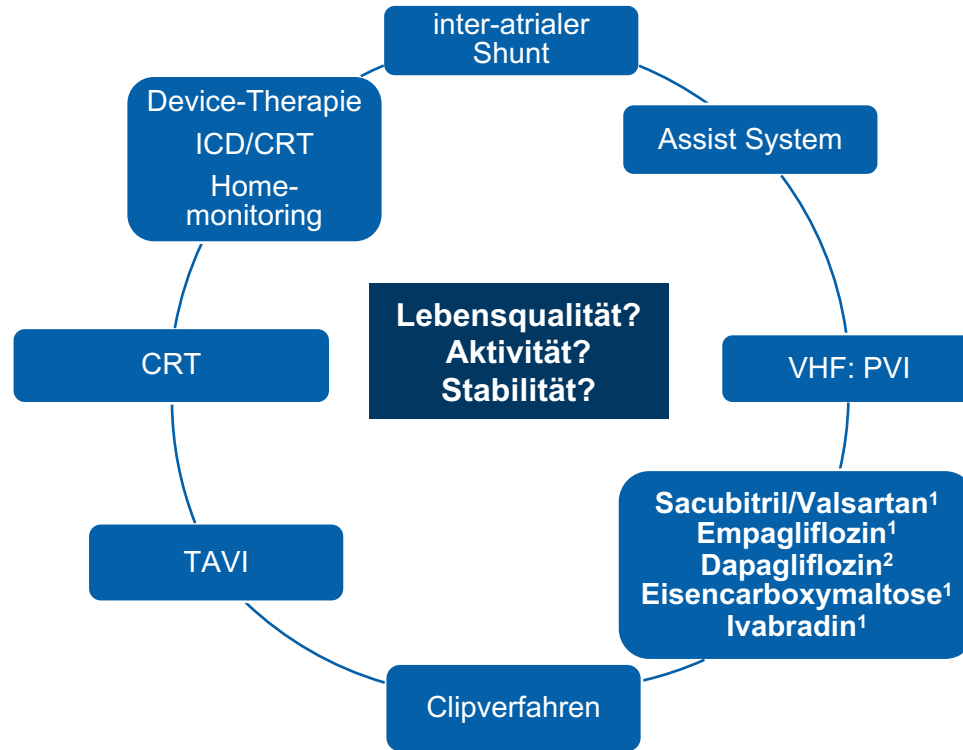 inter-atrialer
Shunt
Device-Therapie
ICD/CRT
Home-
monitoring
Assist System
Lebensqualität?
Aktivität?
Stabilität?
CRT
VHF: PVI
Sacubitril/Valsartan¹
Empagliflozin¹
Dapagliflozin²
Eisencarboxymaltose¹
Ivabradin¹
TAVI
Clipverfahren